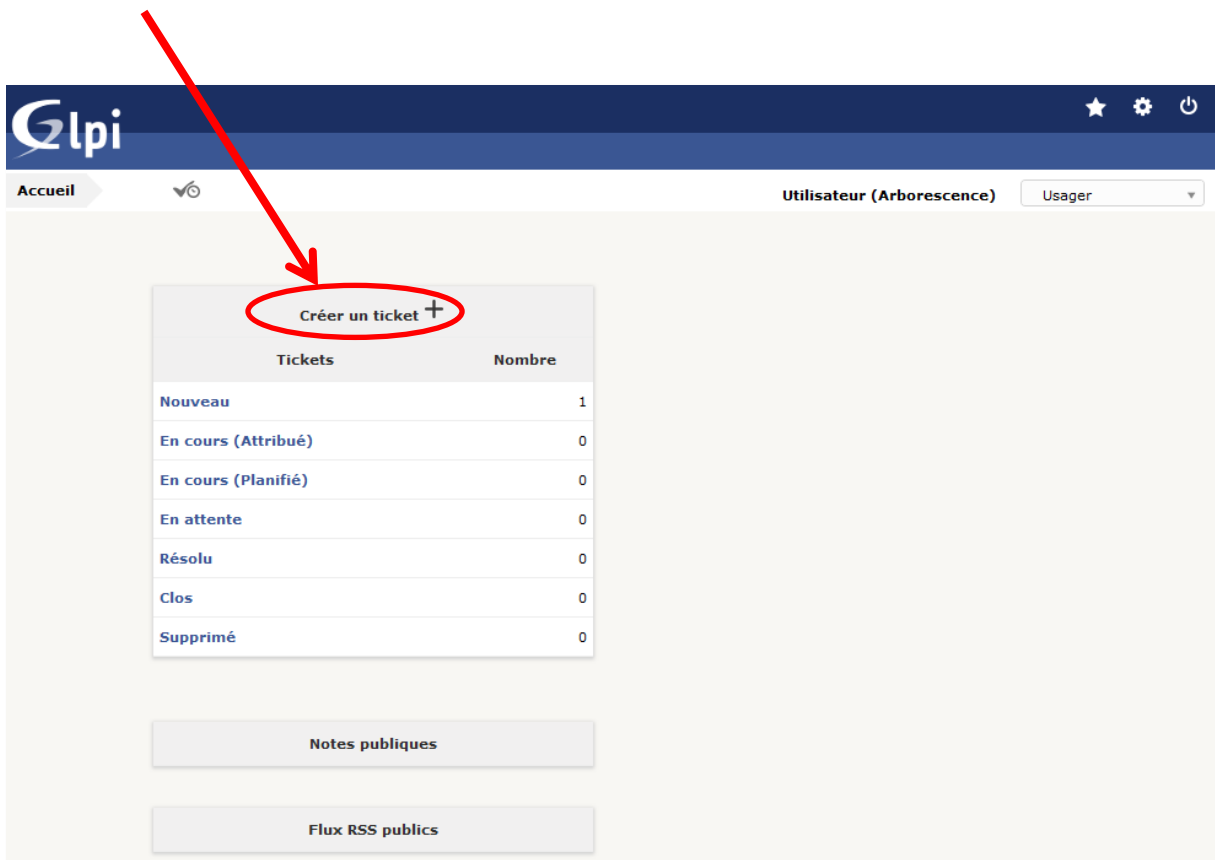 Glpi
Accueil
Utilisateur (Arborescence) Usager
Créer un ticket +
Tickets Nombre
Nouveau 1
En cours (Attribué) 0
En cours (Planifié) 0
En attente 0
Résolu 0
Clos 0
Supprimé 0
Notes publiques
Flux RSS publics